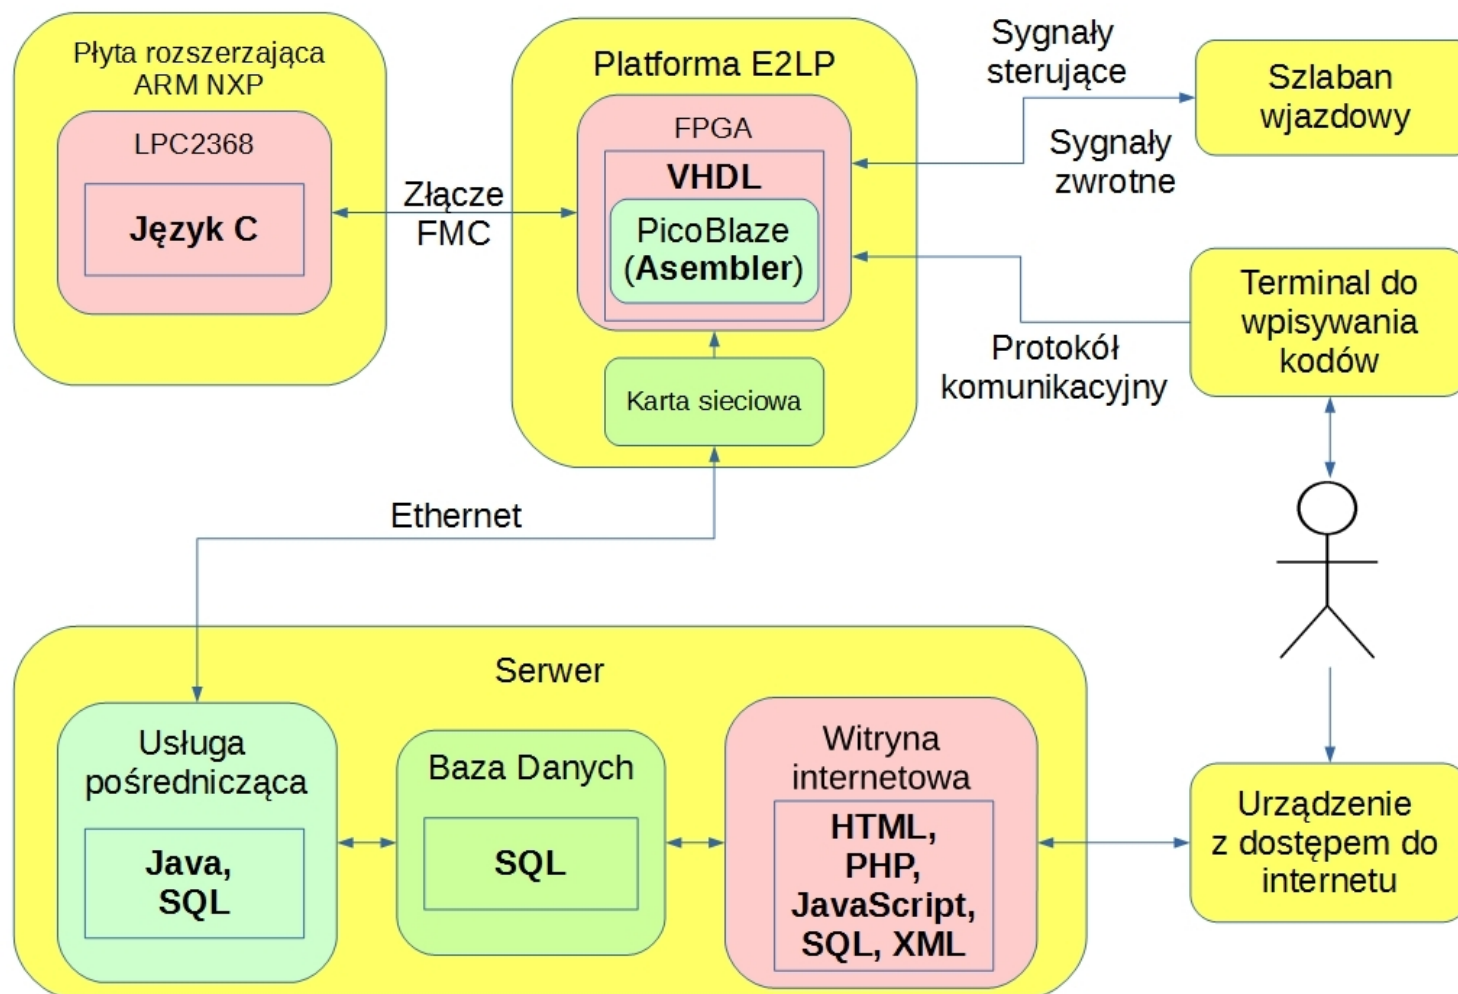 Płyta rozszerzająca
ARM NXP
LPC2368
Język C
Złącze
FMC
Platforma E2LP
FPGA
VHDL
PicoBlaze
(Asembler)
Karta sieciowa
Sygnały
sterujące
Sygnały
zwrotne
Szlaban
wjazdowy
Protokół
komunikacyjny
Terminal do
wpisywania
kodów
Ethernet
Serwer
Usługa
pośrednicząca
Java,
SQL
Baza Danych
SQL
Witryna
internetowa
HTML,
PHP,
JavaScript,
SQL, XML
Urządzenie
z dostępem do
internetu